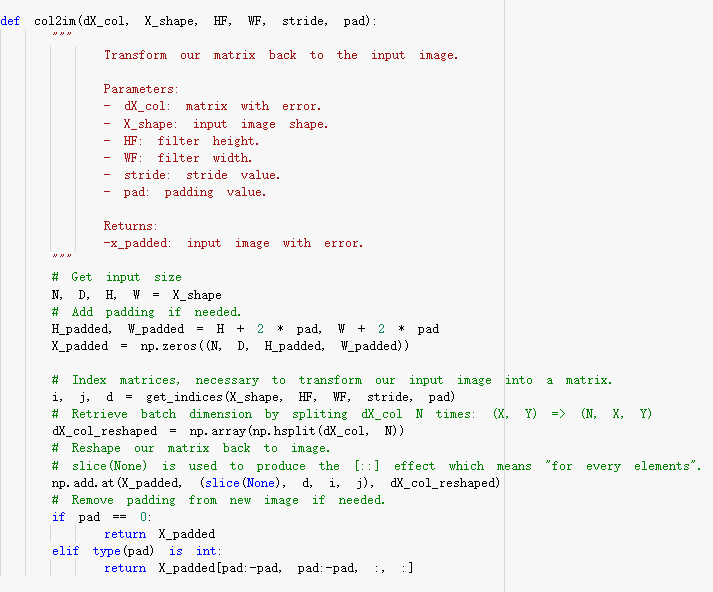 def col2im(dX_col, X_shape, HF, WF, stride, pad):
"""
Transform our matrix back to the input image.
Parameters:
- dX_col: matrix with error.
- X_shape: input image shape.
- HF: filter height.
- WF: filter width.
- stride: stride value.
- pad: padding value.
Returns:
-x_padded: input image with error.
"""
# Get input size
N, D, H, W = X_shape
# Add padding if needed.
H_padded, W_padded = H + 2 * pad, W + 2 * pad
X_padded = np.zeros((N, D, H_padded, W_padded))
# Index matrices, necessary to transform our input image into a matrix.
i, j, d = get_indices(X_shape, HF, WF, stride, pad)
# Retrieve batch dimension by spliting dX_col N times: (X, Y) => (N, X, Y)
dX_col_reshaped = np.array(np.hsplit(dX_col, N))
# Reshape our matrix back to image.
# slice(None) is used to produce the [::] effect which means "for every elements".
np.add.at(X_padded, (slice(None), d, i, j), dX_col_reshaped)
# Remove padding from new image if needed.
if pad == 0:
return X_padded
elif type(pad) is int:
return X_padded[pad:-pad, pad:-pad, :, :]